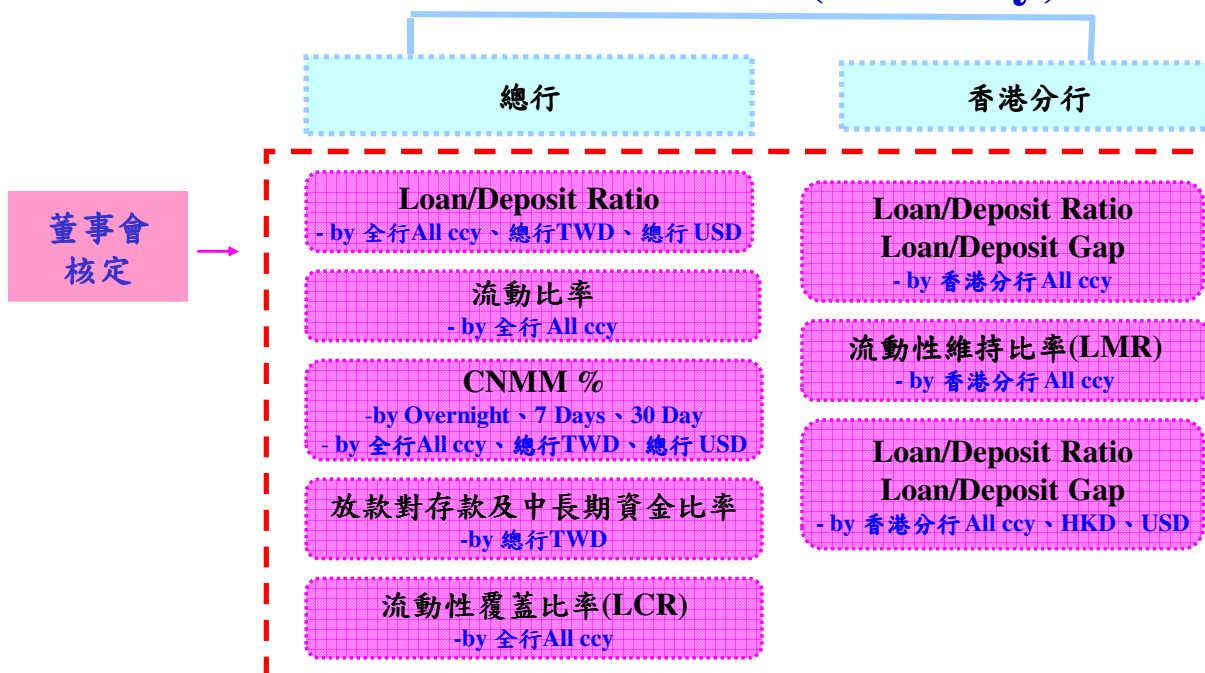 總行
香港分行
董事會
核定
Loan/Deposit Ratio
- by 全行All ccy、總行TWD、總行 USD
流動比率
- by 全行 All ccy
CNMM %
-by Overnight、7 Days、30 Day
- by 全行All ccy、總行TWD、總行 USD
放款對存款及中長期資金比率
-by 總行TWD
流動性覆蓋比率(LCR)
-by 全行All ccy
Loan/Deposit Ratio
Loan/Deposit Gap
- by 香港分行 All ccy
流動性維持比率(LMR)
- by 香港分行 All ccy
Loan/Deposit Ratio
Loan/Deposit Gap
- by 香港分行 All ccy、HKD、USD